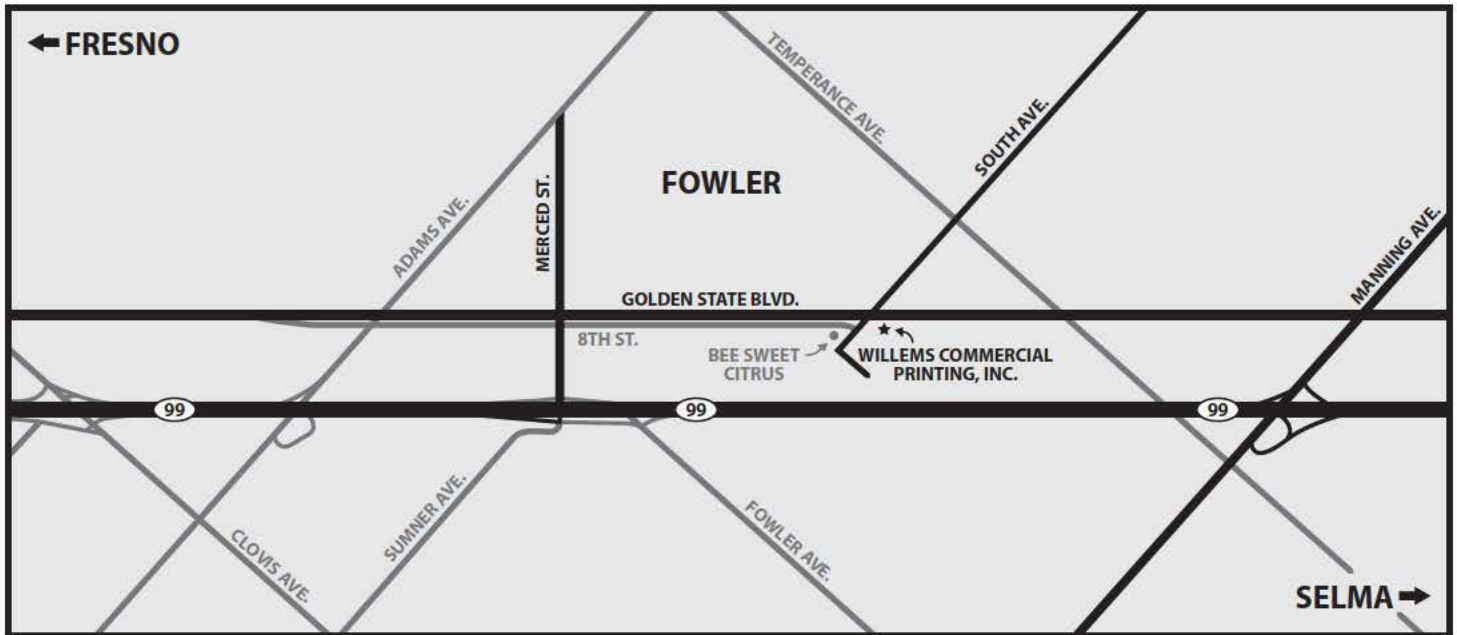 FRESNO
TEMPERANCE AVE.
SOUTH AVE.
FOWLER
MERCED ST.
ADAMS AVE.
MANNING AVE.
GOLDEN STATE BLVD.
8TH ST.
BEE SWEET
CITRUS
WILLEMS COMMERCIAL
PRINTING, INC.
99
99
99
SUMNER AVE.
CLOVIS AVE.
FOWLER AVE.
SELMA